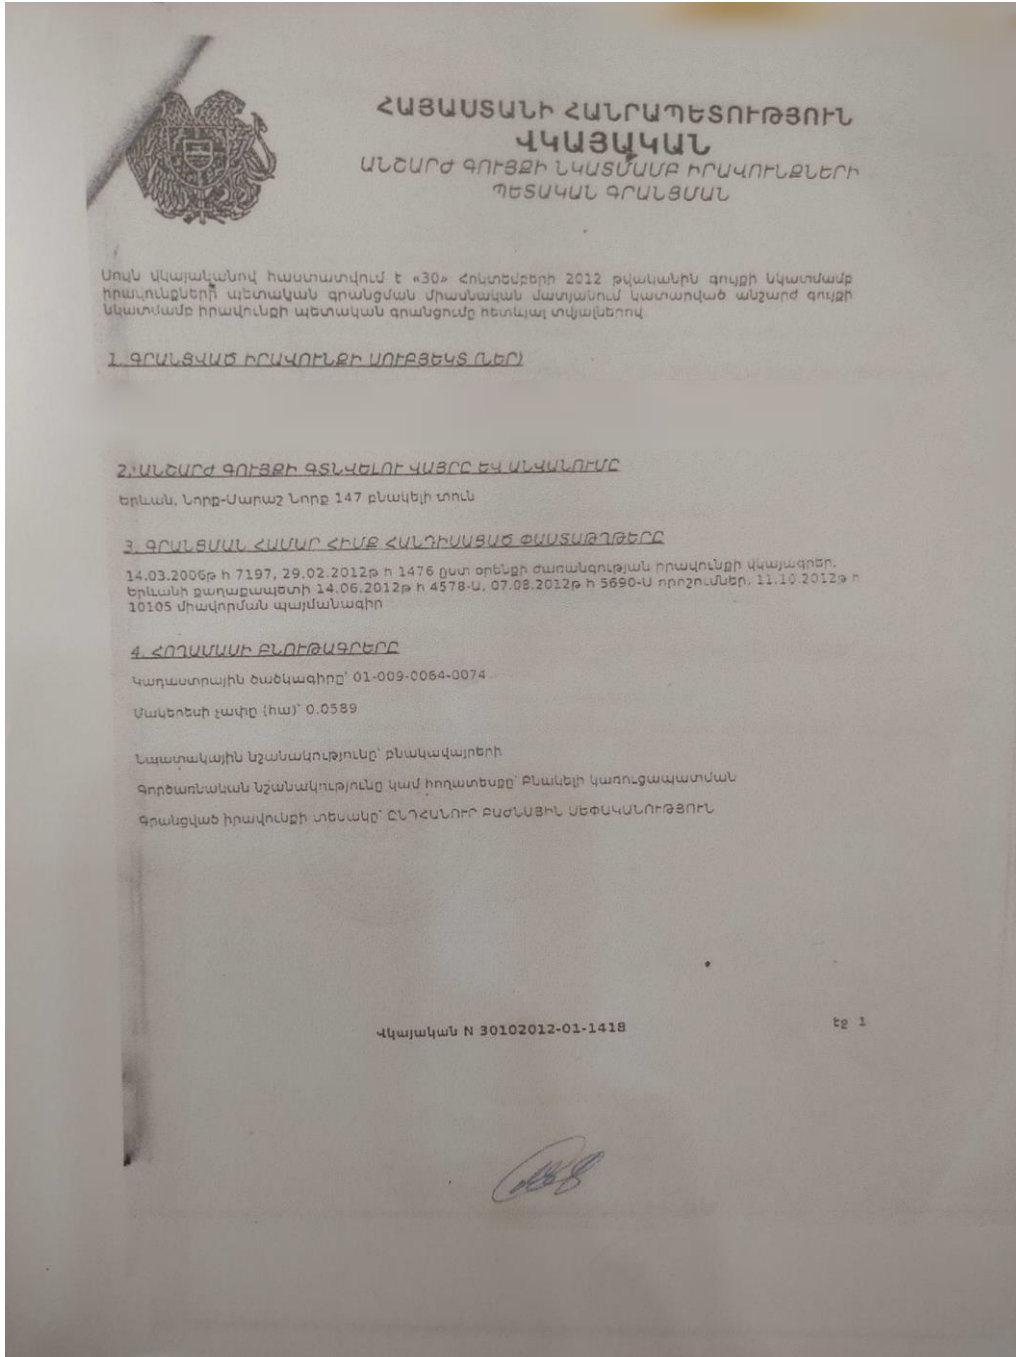 ՀԱՅԱՍՏԱՆԻ ՀԱՆՐԱՊԵՏՈՒԹՅՈՒՆ
ՎԿԱՅԱԿԱՆ
ԱՆՇԱՐԺ ԳՈՒՅՔԻ ՆԿԱՏՄԱՄԲ ԻՐԱՎՈՒՆՔՆԵՐԻ
ՊԵՏԱԿԱՆ ԳՐԱՆՑՄԱՆ
Սույն վկայականով հաստատվում է «30» Հոկտեմբերի 2012 թվականին գույքի նկատմամբ
իրավունքների պետական գրանցման միասնական մատյանում կատարված անշարժ գույքի
նկատմամբ իրավունքի պետական գրանցումը հետևյալ տվյալներով.
1. ԳՐԱՆՑՎԱԾ ԻՐԱՎՈՒՆՔԻ ՍՈՒԲՅԵԿՏ (ՆԵՐ)
2. ԱՆՇԱՐԺ ԳՈՒՅՔԻ ԳՏՆՎԵԼՈՒ ՎԱՅՐԸ ԵՎ ԱՆՎԱՆՈՒՄԸ
Երևան, Նորք-Մարաշ Նորք 147 բնակելի տուն
3. ԳՐԱՆՑՄԱՆ ՀԱՄԱՐ ՀԻՄՔ ՀԱՆԴԻՍԱՑԱԾ ՓԱՍՏԱԹՂԹԵՐԸ
14.03.2006թ հ 7197, 29.02.2012թ հ 1476 ըստ օրենքի ժառանգության իրավունքի վկայագրեր,
Երևանի քաղաքապետի 14.06.2012թ հ 4578-Ա, 07.08.2012թ հ 5690-Ա որոշումներ, 11.10.2012թ հ
10105 միավորման պայմանագիր
4. ՀՈՂԱՄԱՍԻ ԲՆՈՒԹԱԳՐԵՐԸ
Կադաստրային ծածկագիրը՝ 01-009-0064-0074
Մակերեսի չափը (հա)՝ 0.0589
Նպատակային նշանակությունը՝ բնակավայրերի
Գործառնական նշանակությունը կամ հողատեսքը՝ Բնակելի կառուցապատման
Գրանցված իրավունքի տեսակը՝ ԸՆԴՀԱՆՈՒՐ ԲԱԺՆԱՅԻՆ ՍԵՓԱԿԱՆՈՒԹՅՈՒՆ
Վկայական N 30102012-01-1418
էջ 1